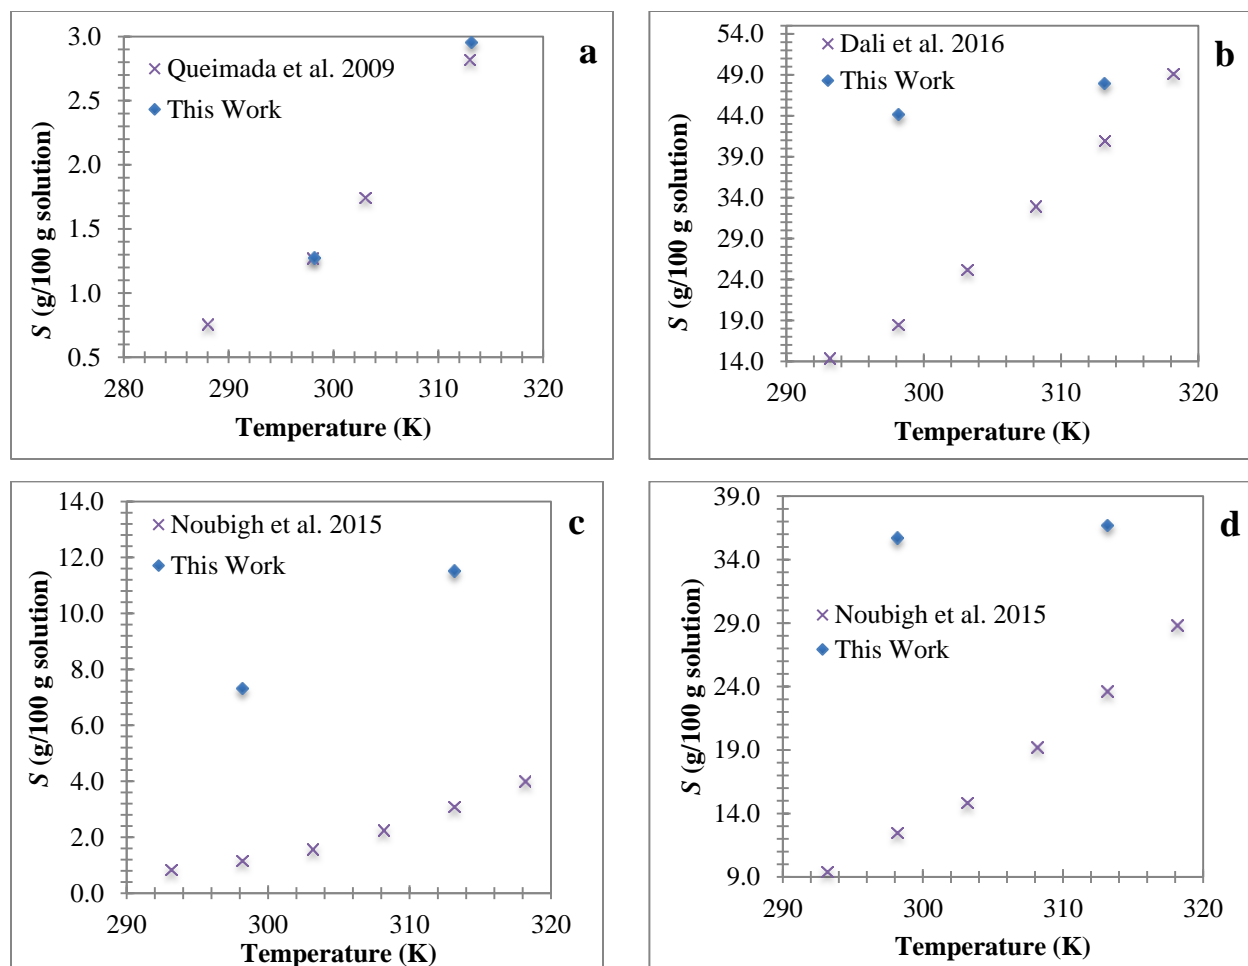 3.0
2.5
2.0
1.5
1.0
0.5
280 290 300 310 320
S (g/100 g solution)
Temperature (K)
Queimada et al. 2009
This Work
a
54.0
49.0
44.0
39.0
34.0
29.0
24.0
19.0
14.0
290 300 310 320
S (g/100 g solution)
Temperature (K)
Dali et al. 2016
This Work
b
14.0
12.0
10.0
8.0
6.0
4.0
2.0
0.0
290 300 310 320
S (g/100 g solution)
Temperature (K)
Noubigh et al. 2015
This Work
c
39.0
34.0
29.0
24.0
19.0
14.0
9.0
290 300 310 320
S (g/100 g solution)
Temperature (K)
Noubigh et al. 2015
This Work
d